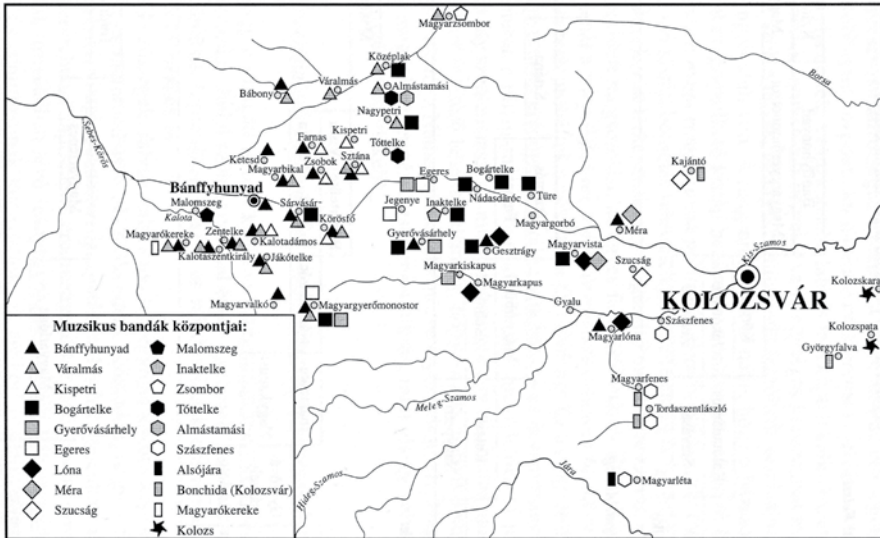 Magyarzsombor
Középlak
Váralmás
Almástamási
Bábony
Nagypetri
Borsa
Sebes-Körös
Farnas
Kispetri
Töttelke
Ketesd
Zsobok
Sztána
Magyarbikal
Egeres
Bogártelke
Kajántó
Bánffyhunyad
Nádasdaróc
Türe
Malomszeg
Sárvásár
Jegenye
Inaktelke
Kalota
Körösfő
Magyargorbó
Méra
Magyarókereke
Zentelke
Kalotadámos
Gyerővásárhely
Gesztrágy
Kalotaszentkirály
Jákótelke
Magyarvista
Szucság
Kis-Szamos
Magyarkiskapus
Magyarkapus
KOLOZSVÁR
Kolozskara
Magyarvalkó
Magyargyerőmonostor
Gyalu
Szászfenes
Magyarlóna
Kolozspata
Györgyfalva
Magyarfenes
Tordaszentlászló
Meleg-Szamos
Hideg-Szamos
Jára
Magyarléta
Muzsikus bandák központjai:
Bánffyhunyad
Váralmás
Kispetri
Bogártelke
Gyerővásárhely
Egeres
Lóna
Méra
Szucság
Malomszeg
Inaktelke
Zsombor
Töttelke
Almástamási
Szászfenes
Alsójára
Bonchida (Kolozsvár)
Magyarókereke
Kolozs